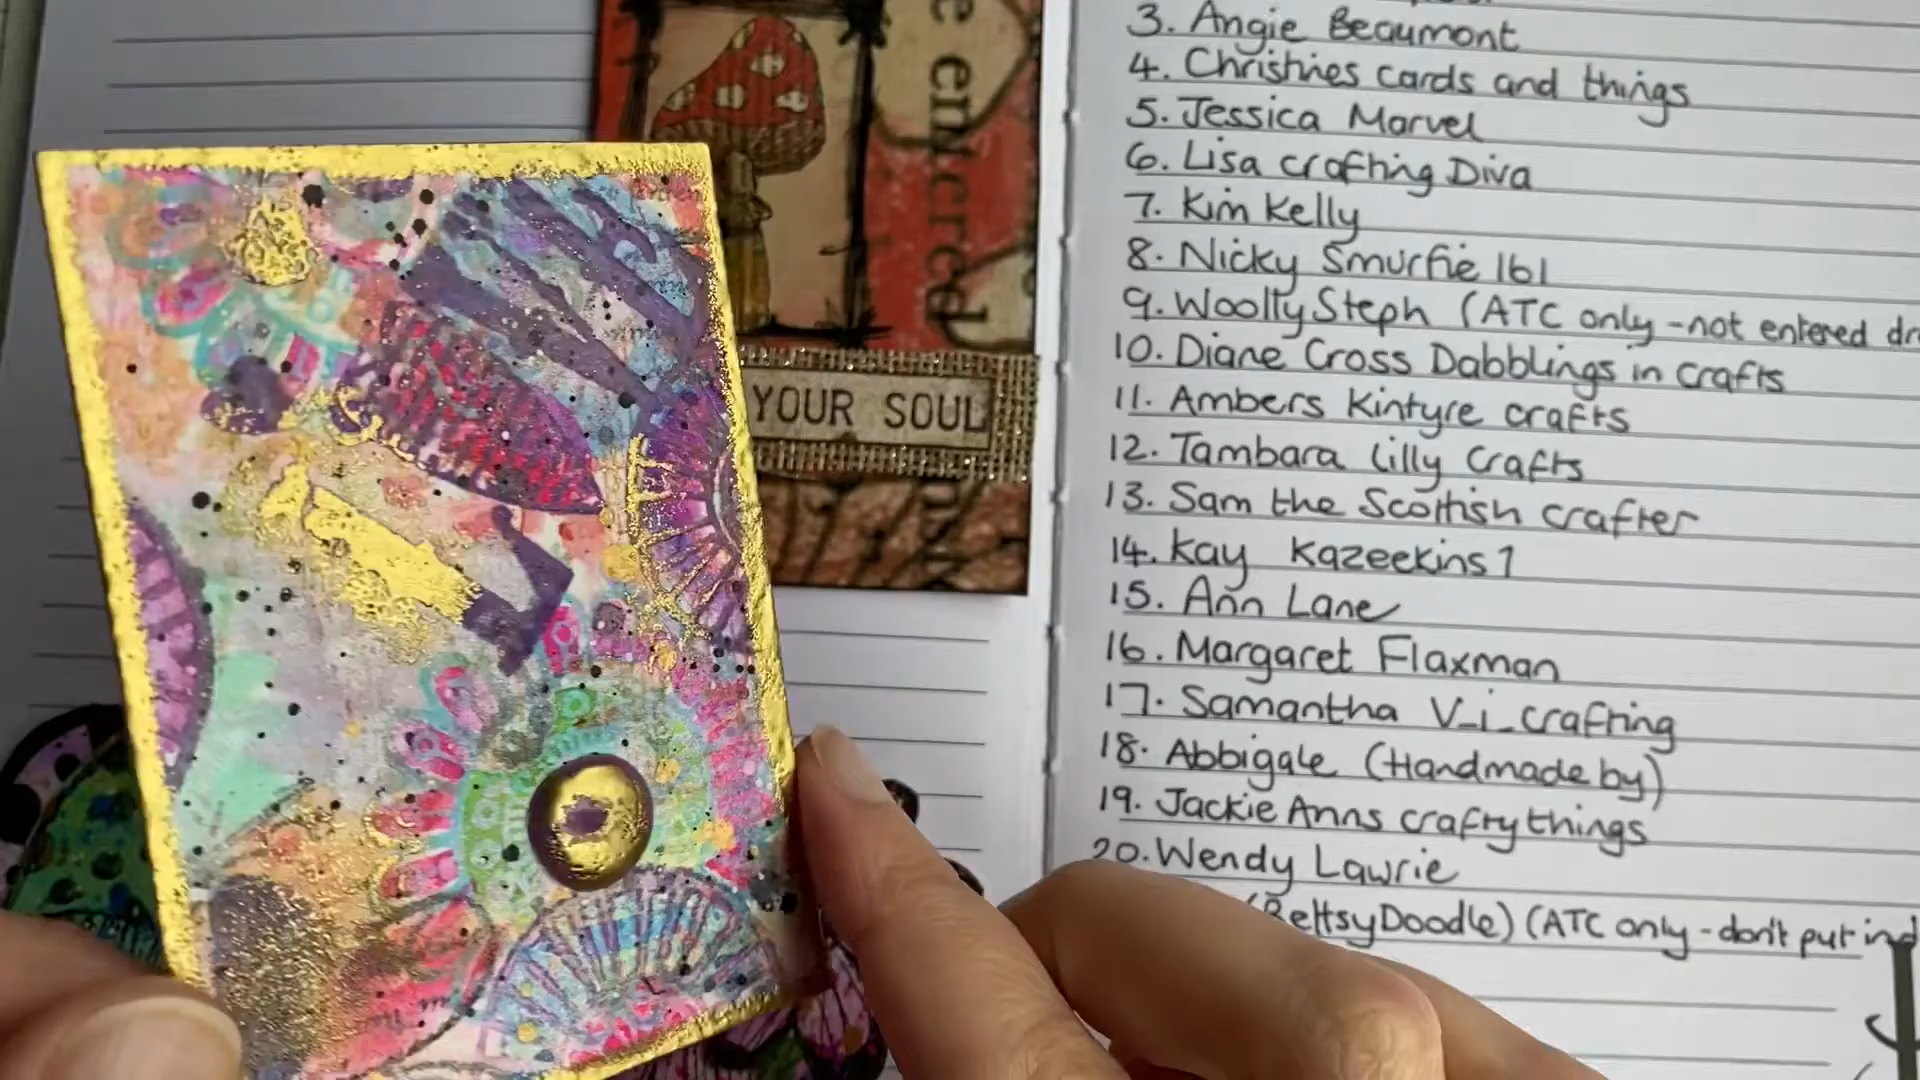 3. Angie Beaumont
4. Christines cards and things
5. Jessica Marvel
6. Lisa crafting Diva
7. Kim Kelly
8. Nicky Smurfie 161
9. WoollySteph (ATC only - not entered
10. Diane Cross Dabblings in crafts
11. Ambers Kintyre crafts
12. Tambara Lilly Crafts
13. Sam the Scottish crafter
14. Kay Kazeekins1
15. Ann Lane
16. Margaret Flaxman
17. Samantha V_i_crafting
18. Abbigale (Handmade by)
19. Jackie Anns crafty things
20. Wendy Lawrie
(BeltsyDoodle) (ATC only - don't put in
YOUR SOUL